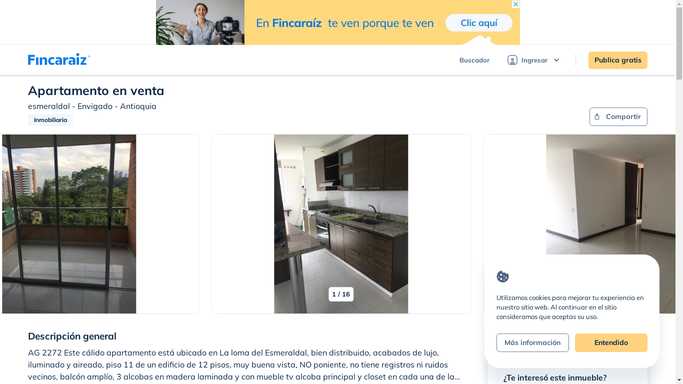 En Fincaraíz te ven porque te ven
Clic aquí
Fincaraiz
Buscador
Ingresar
Publica gratis
Apartamento en venta
esmeraldal - Envigado - Antioquia
Inmobiliaria
Compartir
1 / 16
Utilizamos cookies para mejorar tu experiencia en
nuestro sitio web. Al continuar en el sitio
consideramos que aceptas su uso.
Más información
Entendido
Descripción general
AG 2272 Este cálido apartamento está ubicado en La loma del Esmeraldal, bien distribuido, acabados de lujo,
iluminado y aireado, piso 11 de un edificio de 12 pisos, muy buena vista, NO poniente, no tiene registros ni ruidos
vecinos, balcón amplio, 3 alcobas en madera laminada y con mueble tv alcoba principal y closet en cada una de la...
¿Te interesó este inmueble?